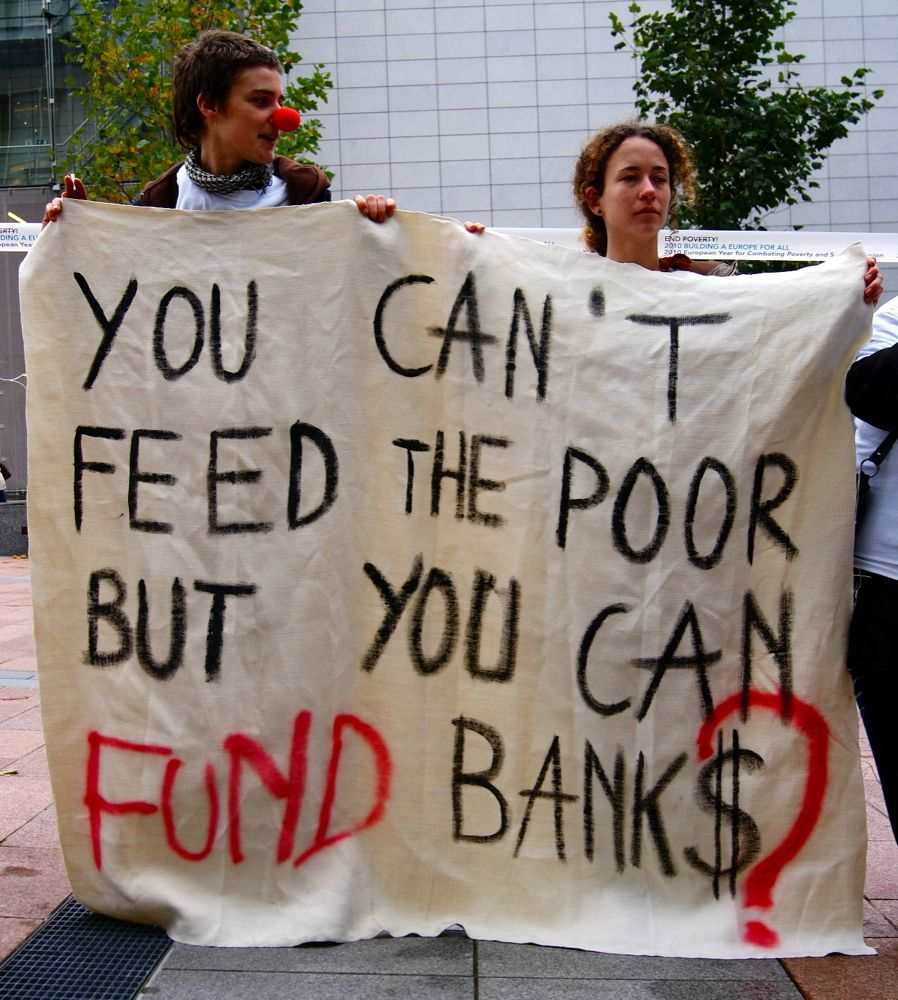 END POVERTY!
2010 BUILDING A EUROPE FOR ALL
2010 European Year for Combating Poverty and
YOU CAN'T
FEED THE POOR
BUT YOU CAN
FUND BANK$?